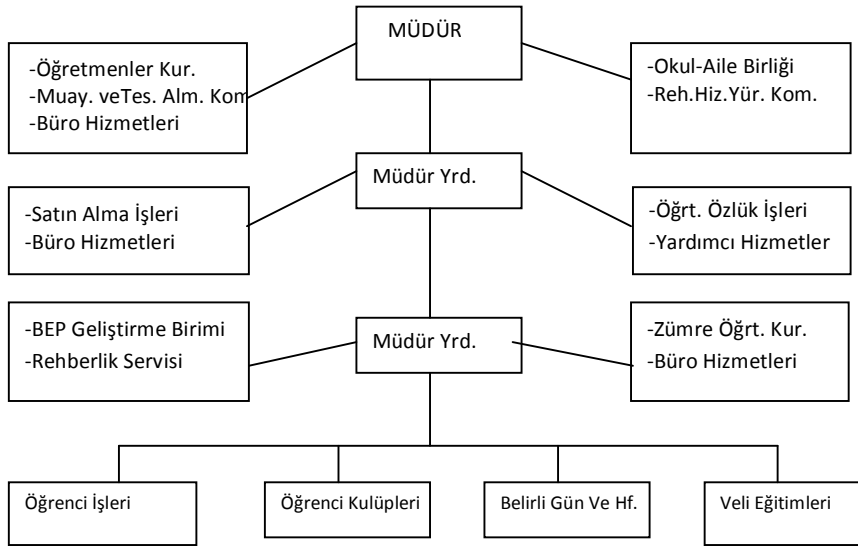 MÜDÜR
-Öğretmenler Kur.
-Muay. veTes. Alm. Kom
-Büro Hizmetleri
-Okul-Aile Birliği
-Reh.Hiz.Yür. Kom.
Müdür Yrd.
-Satın Alma İşleri
-Büro Hizmetleri
-Öğrt. Özlük İşleri
-Yardımcı Hizmetler
Müdür Yrd.
-BEP Geliştirme Birimi
-Rehberlik Servisi
-Zümre Öğrt. Kur.
-Büro Hizmetleri
Öğrenci İşleri
Öğrenci Kulüpleri
Belirli Gün Ve Hf.
Veli Eğitimleri